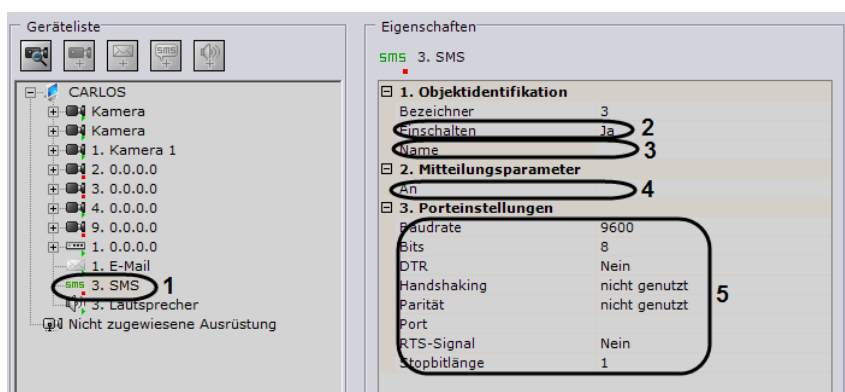 Geräteliste
sms
CARLOS
Kamera
Kamera
1. Kamera 1
2. 0.0.0.0
3. 0.0.0.0
4. 0.0.0.0
9. 0.0.0.0
1. 0.0.0.0
1. E-Mail
sms 3. SMS 1
3. Lautsprecher
Nicht zugewiesene Ausrüstung
Eigenschaften
sms 3. SMS
1. Objektidentifikation
Bezeichner 3
Einschalten Ja 2
Name 3
2. Mitteilungsparameter
An 4
3. Porteinstellungen
Baudrate 9600
Bits 8
DTR Nein
Handshaking nicht genutzt
Parität nicht genutzt 5
Port
RTS-Signal Nein
Stopbitlänge 1